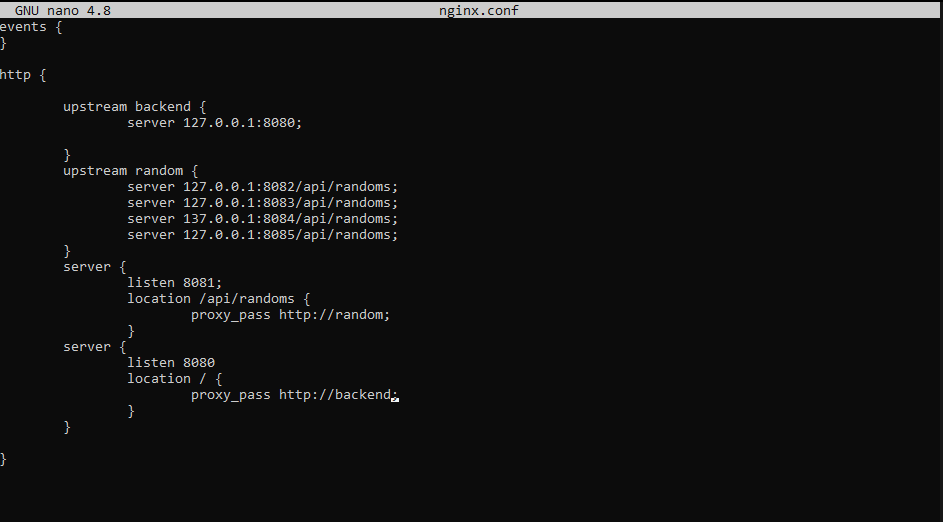 GNU nano 4.8 nginx.conf
events {
}
http {
upstream backend {
server 127.0.0.1:8080;
}
upstream random {
server 127.0.0.1:8082/api/randoms;
server 127.0.0.1:8083/api/randoms;
server 137.0.0.1:8084/api/randoms;
server 127.0.0.1:8085/api/randoms;
}
server {
listen 8081;
location /api/randoms {
proxy_pass http://random;
}
server {
listen 8080
location / {
proxy_pass http://backend;
}
}
}